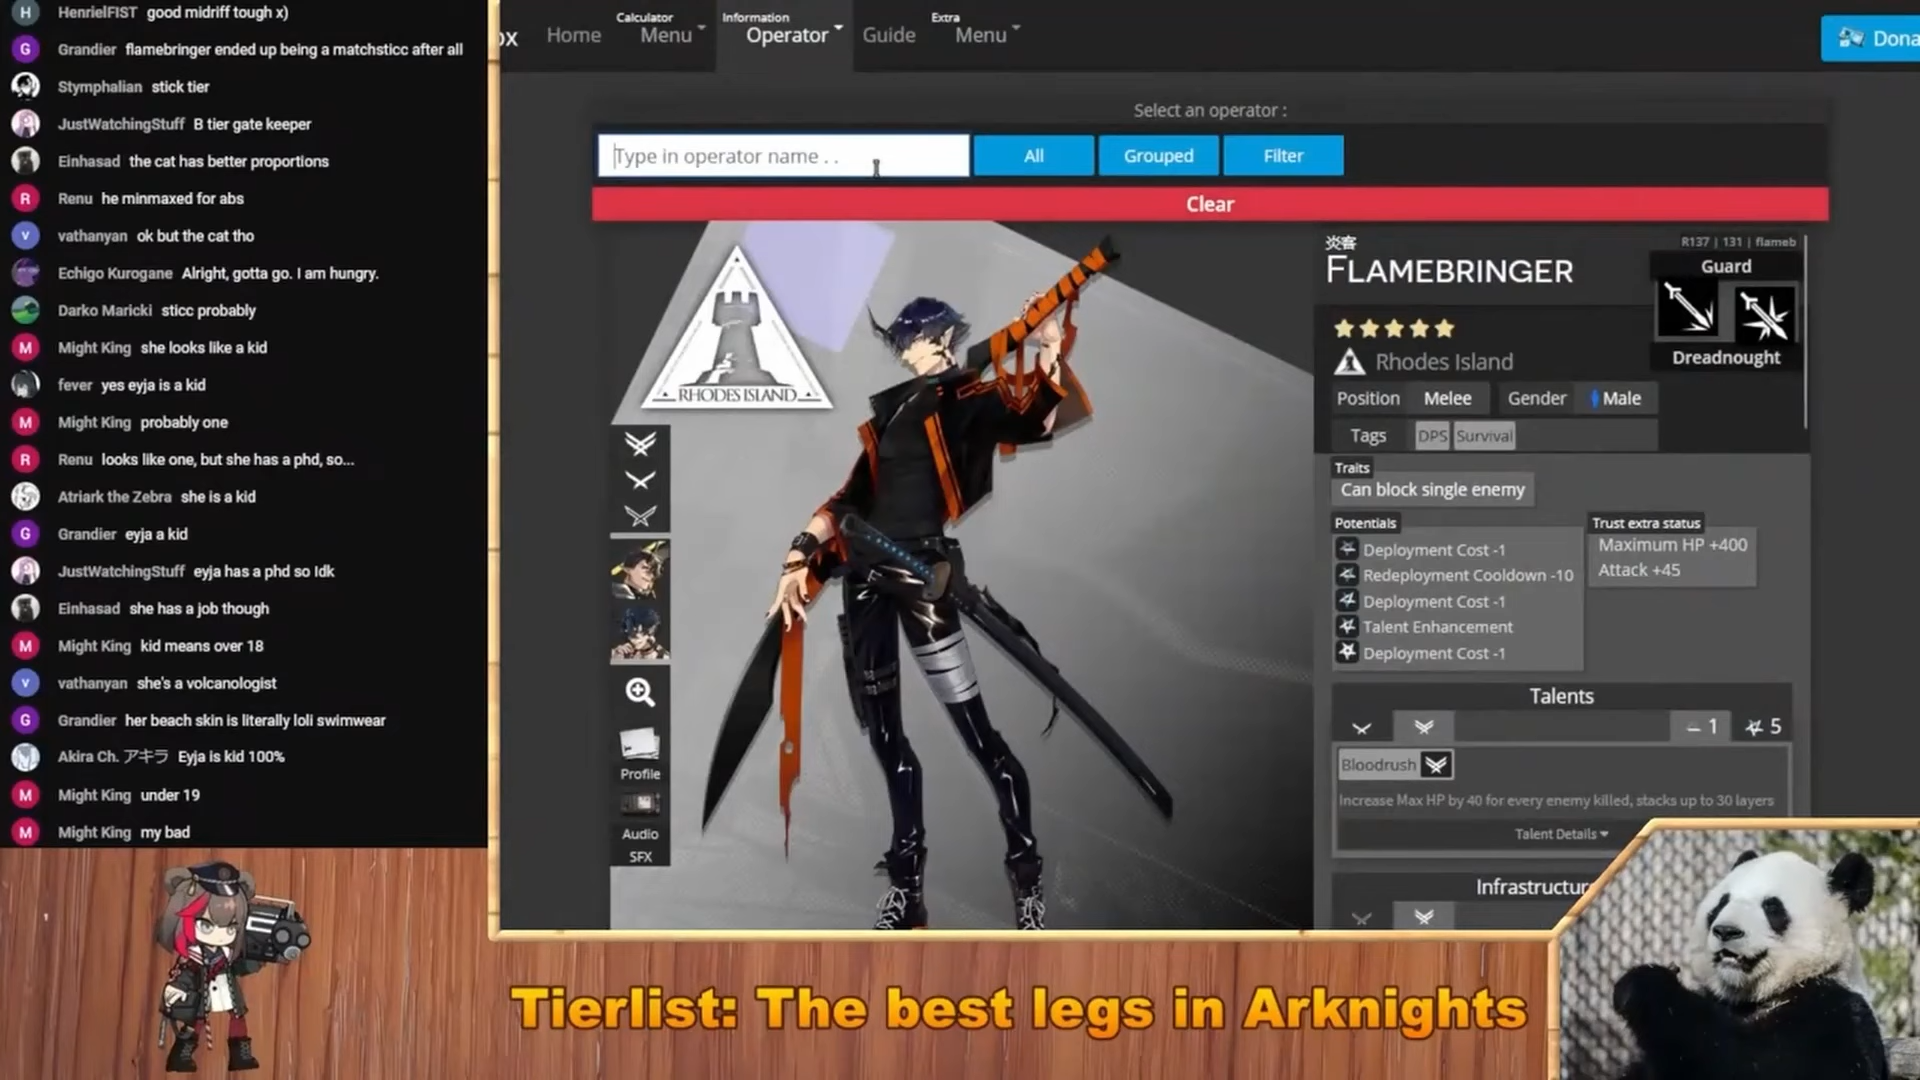 HenrielFIST good midriff tough x)
Grandier flamebringer ended up being a matchsticc after all
Stymphalian stick tier
JustWatchingStuff B tier gate keeper
Einhasad the cat has better proportions
Renu he minmaxed for abs
vathanyan ok but the cat tho
Echigo Kurogane Alright, gotta go. I am hungry.
Darko Maricki sticc probably
Might King she looks like a kid
fever yes eyja is a kid
Might King probably one
Renu looks like one, but she has a phd, so...
Atriark the Zebra she is a kid
Grandier eyja a kid
JustWatchingStuff eyja has a phd so Idk
Einhasad she has a job though
Might King kid means over 18
vathanyan she's a volcanologist
Grandier her beach skin is literally loli swimwear
Akira Ch. アキラ Eyja is kid 100%
Might King under 19
Might King my bad
ox
Home
Calculator
Menu
Information
Operator
Guide
Extra
Menu
Dona
Select an operator :
Type in operator name . .
All
Grouped
Filter
Clear
RHODES ISLAND
炎客
FLAMEBRINGER
R137 | 131 | flameb
Guard
Dreadnought
Rhodes Island
Position Melee Gender Male
Tags DPS Survival
Traits
Can block single enemy
Potentials
Deployment Cost -1
Redeployment Cooldown -10
Deployment Cost -1
Talent Enhancement
Deployment Cost -1
Trust extra status
Maximum HP +400
Attack +45
Talents
1 5
Bloodrush
Increase Max HP by 40 for every enemy killed, stacks up to 30 layers
Talent Details
Infrastructur
Profile
Audio
SFX
Tierlist: The best legs in Arknights